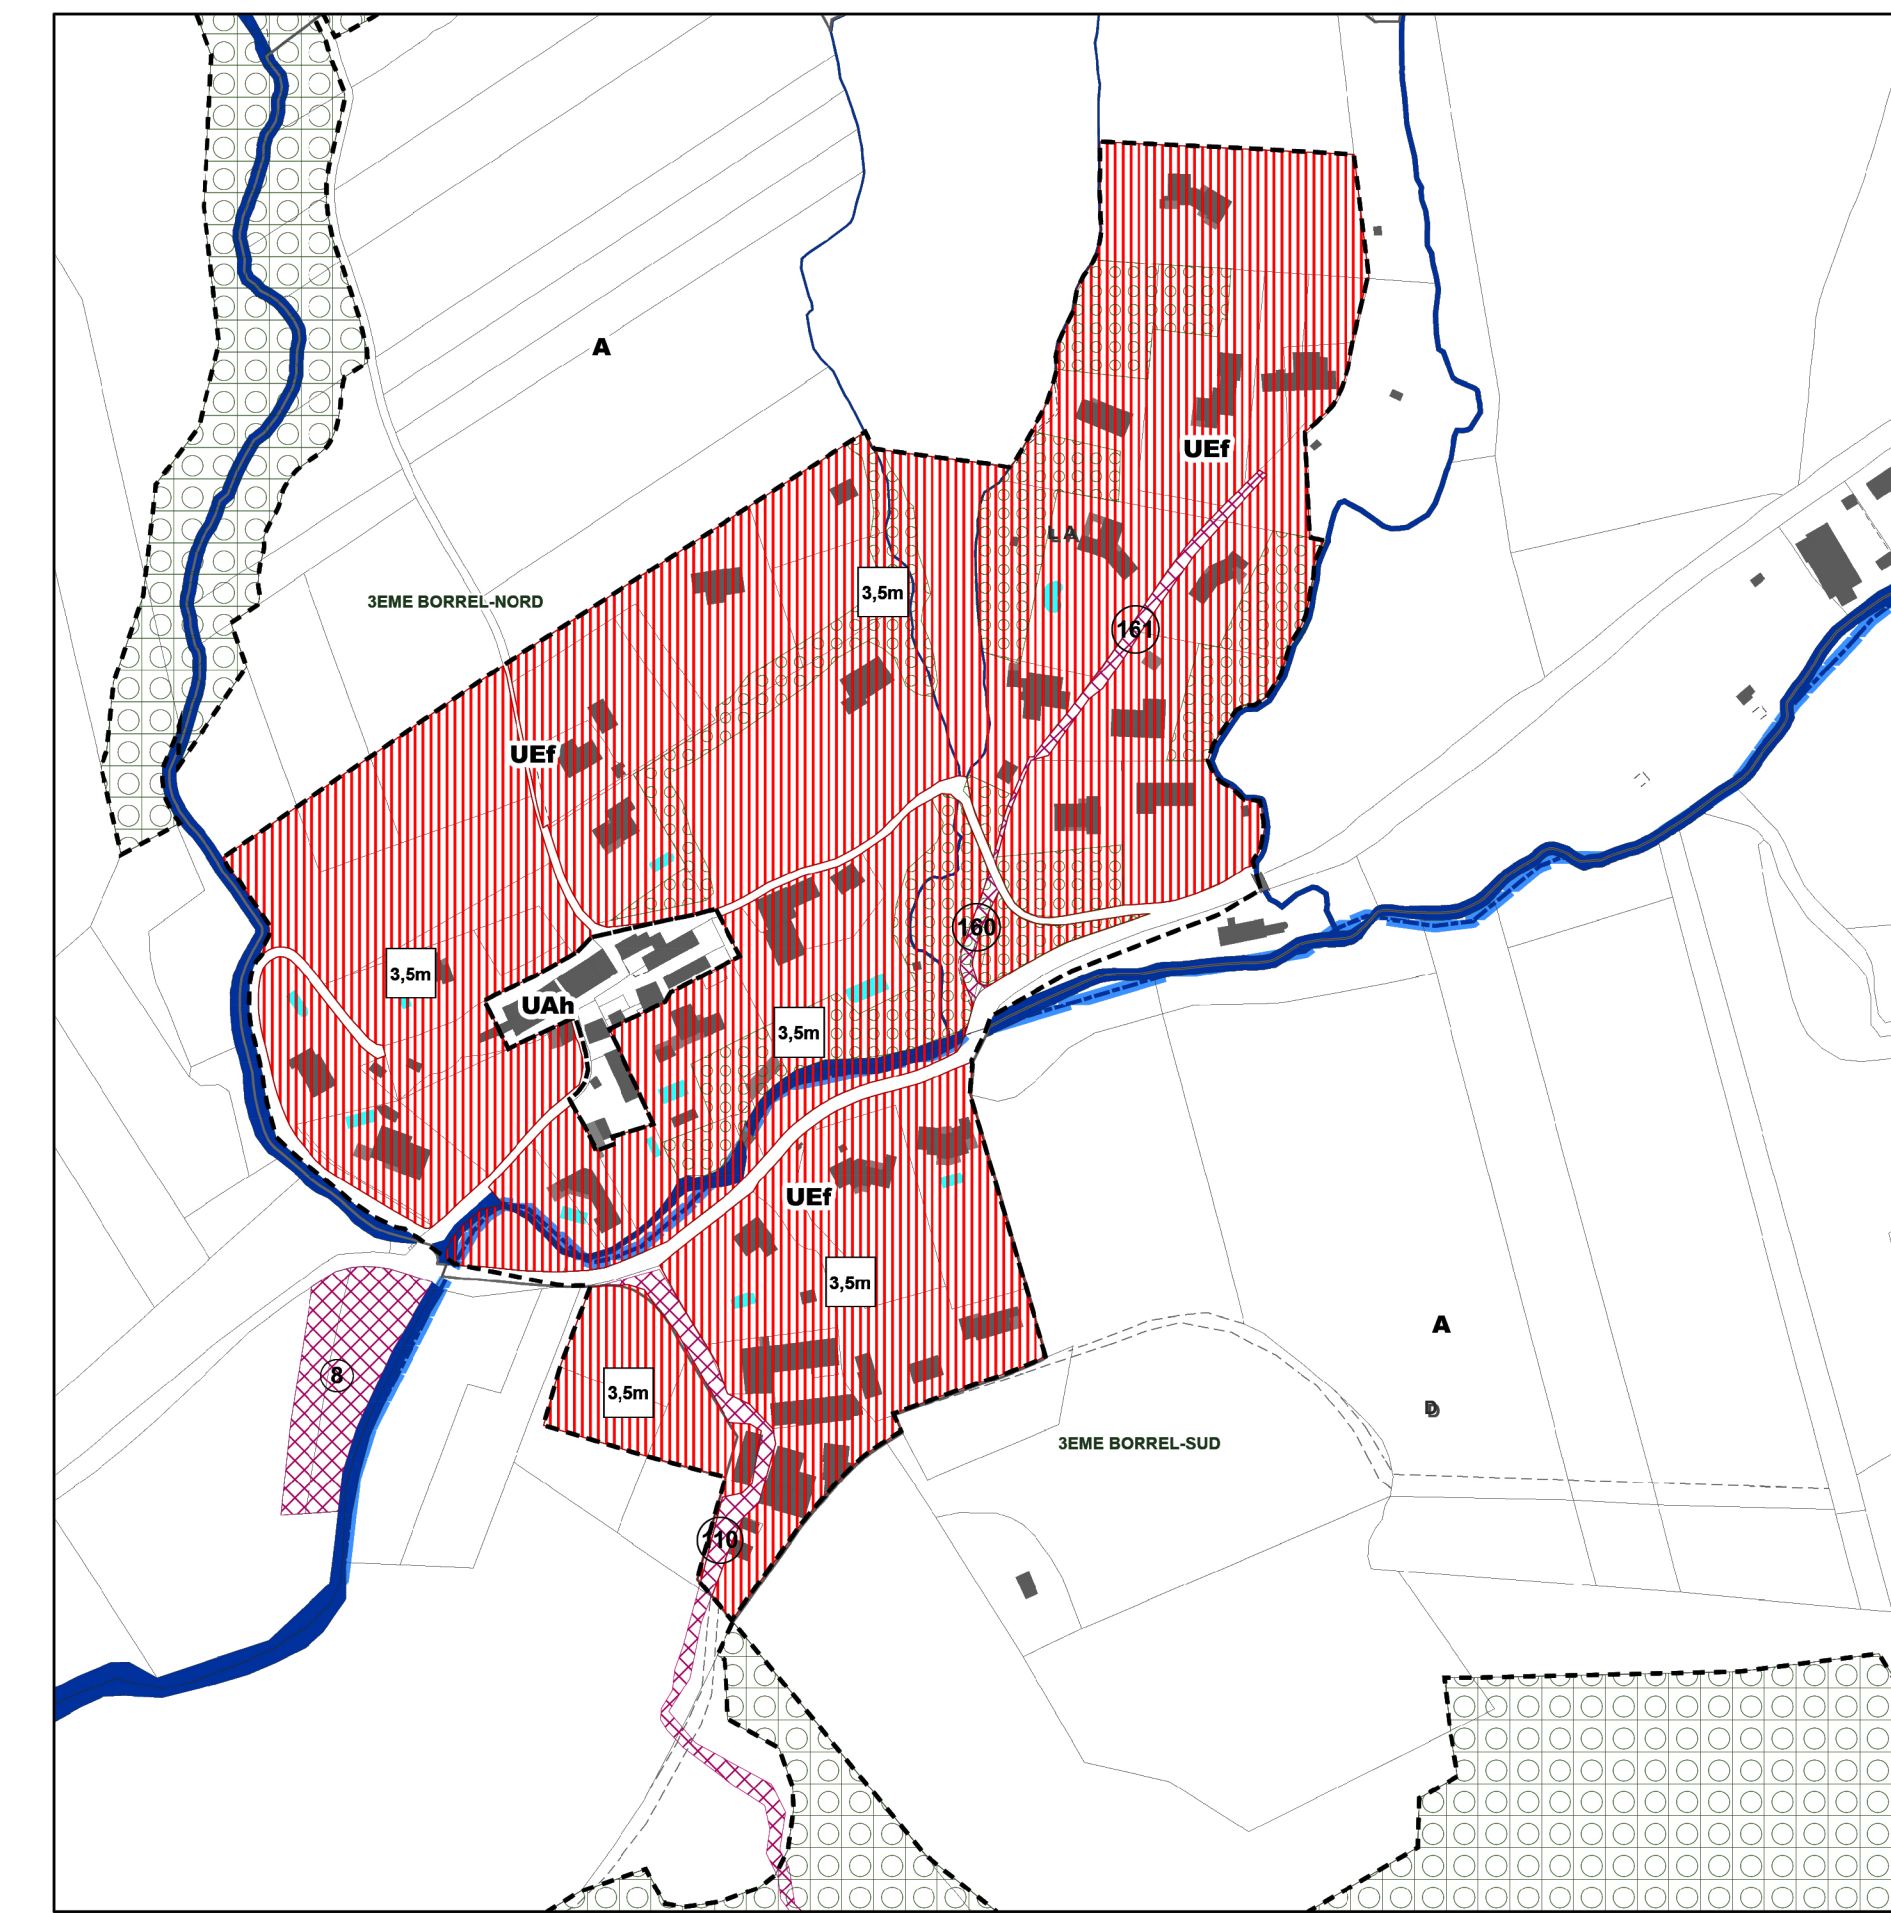 A
UEf
L A
3,5m
3EME BORREL-NORD
161
UEf
160
3,5m
UAh
3,5m
UEf
3,5m
A
8
3,5m
D
3EME BORREL-SUD
110